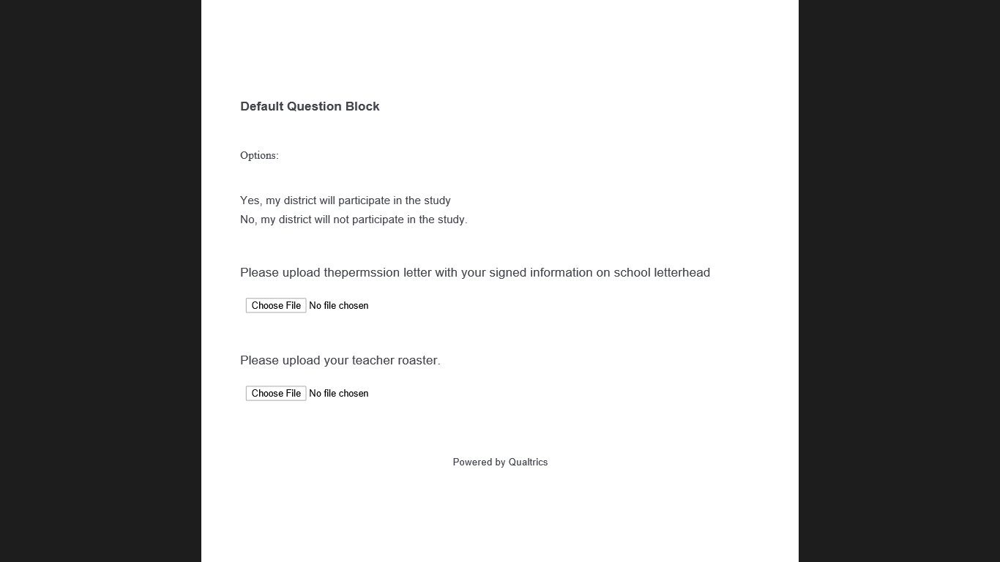 Default Question Block
Options:
Yes, my district will participate in the study
No, my district will not participate in the study.
Please upload thepermssion letter with your signed information on school letterhead
Choose File No file chosen
Please upload your teacher roaster.
Choose File No file chosen
Powered by Qualtrics